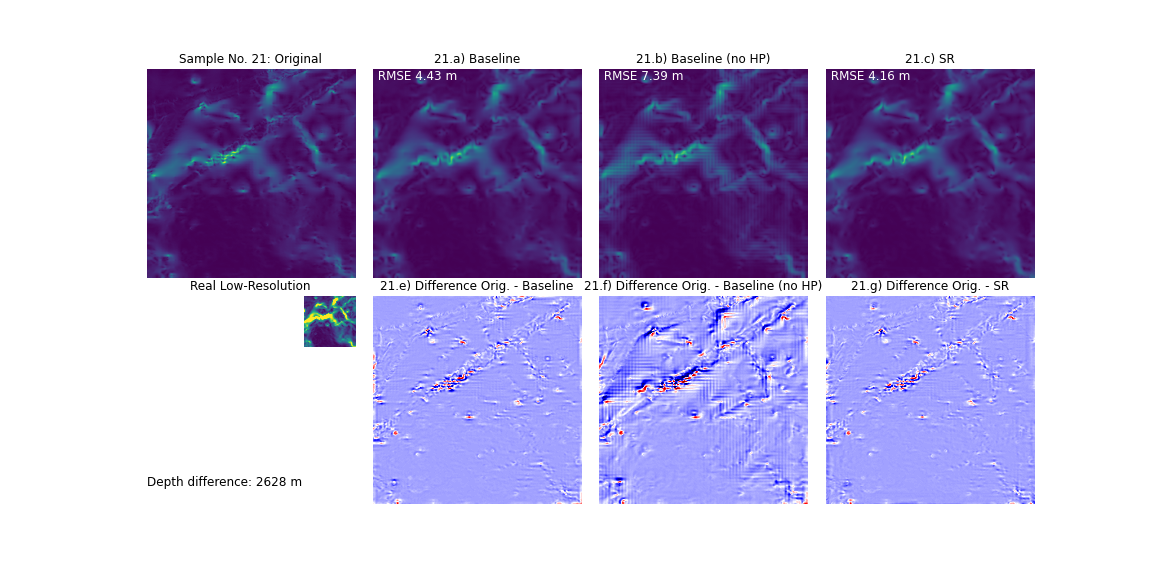 Sample No. 21: Original
21.a) Baseline
21.b) Baseline (no HP)
21.c) SR
RMSE 4.43 m
RMSE 7.39 m
RMSE 4.16 m
Real Low-Resolution
21.e) Difference Orig. - Baseline
21.f) Difference Orig. - Baseline (no HP)
21.g) Difference Orig. - SR
Depth difference: 2628 m